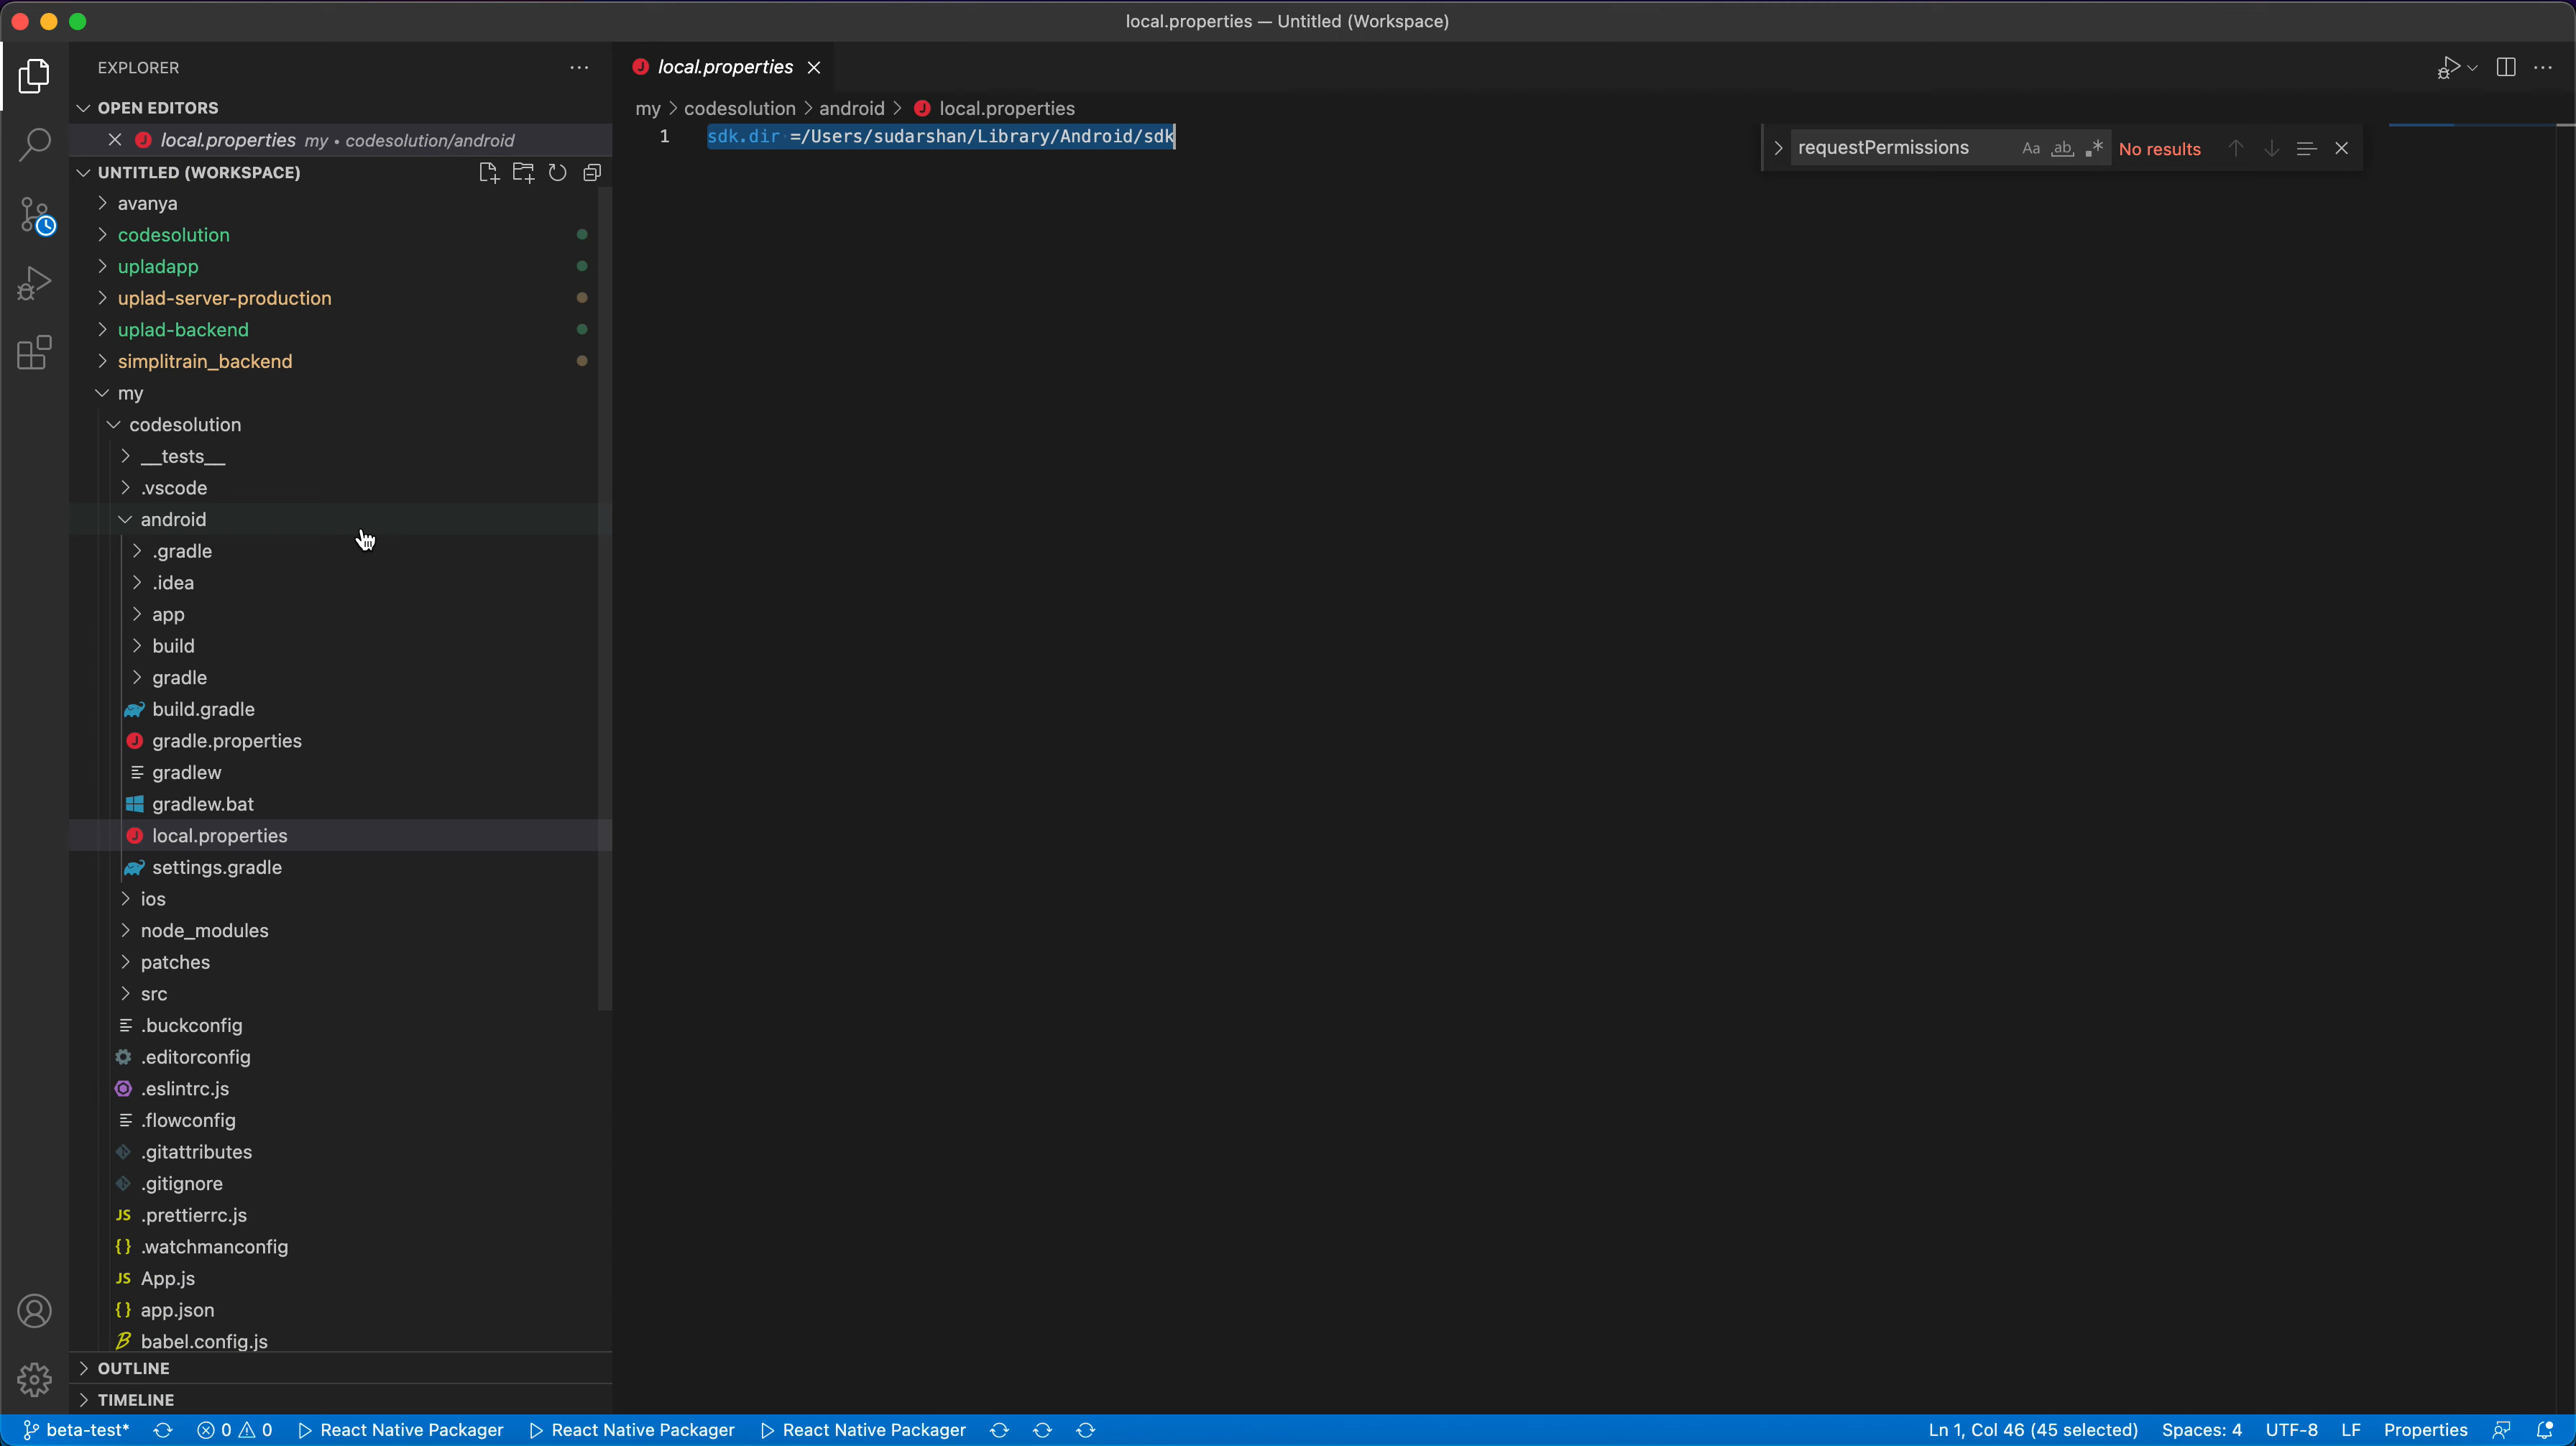 local.properties — Untitled (Workspace)
EXPLORER
OPEN EDITORS
local.properties my • codesolution/android
UNTITLED (WORKSPACE)
avanya
codesolution
upladapp
uplad-server-production
uplad-backend
simplitrain_backend
my
codesolution
__tests__
.vscode
android
.gradle
.idea
app
build
gradle
build.gradle
gradle.properties
gradlew
gradlew.bat
local.properties
settings.gradle
ios
node_modules
patches
src
.buckconfig
.editorconfig
.eslintrc.js
.flowconfig
.gitattributes
.gitignore
JS .prettierrc.js
{} .watchmanconfig
JS App.js
{} app.json
babel.config.js
OUTLINE
TIMELINE
local.properties
my > codesolution > android > local.properties
1 sdk.dir =/Users/sudarshan/Library/Android/sdk
requestPermissions Aa ab .* No results
beta-test* 0 0 React Native Packager React Native Packager React Native Packager Ln 1, Col 46 (45 selected) Spaces: 4 UTF-8 LF Properties